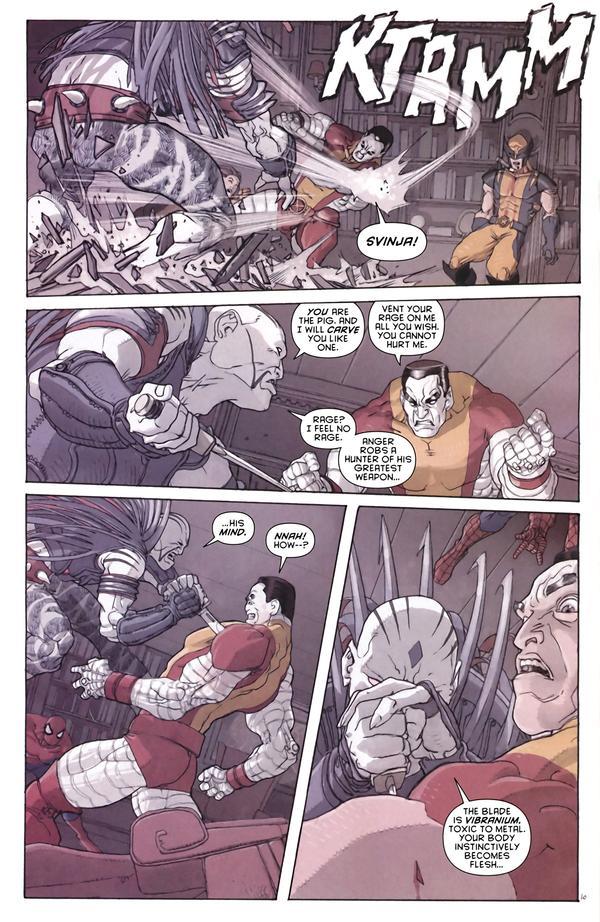 KTAMM
SVINJA!
YOU ARE
THE PIG. AND
I WILL CARVE
YOU LIKE
ONE.
VENT YOUR
RAGE ON ME
ALL YOU WISH.
YOU CANNOT
HURT ME.
RAGE?
I FEEL NO
RAGE.
ANGER
ROBS A
HUNTER OF HIS
GREATEST
WEAPON...
...HIS
MIND.
NNAH!
HOW--?
THE BLADE
IS VIBRANIUM,
TOXIC TO METAL.
YOUR BODY
INSTINCTIVELY
BECOMES
FLESH...
10